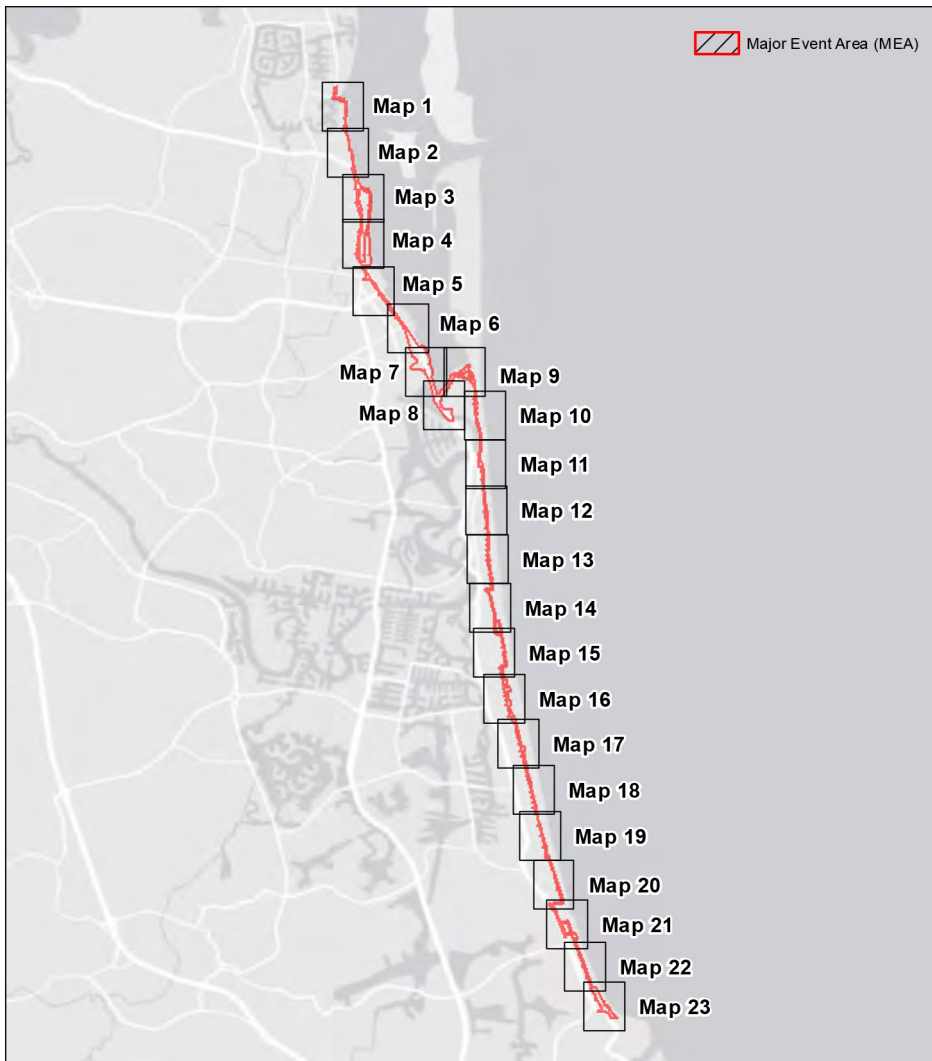 Major Event Area (MEA)
Map 1
Map 2
Map 3
Map 4
Map 5
Map 6
Map 7
Map 9
Map 8
Map 10
Map 11
Map 12
Map 13
Map 14
Map 15
Map 16
Map 17
Map 18
Map 19
Map 20
Map 21
Map 22
Map 23